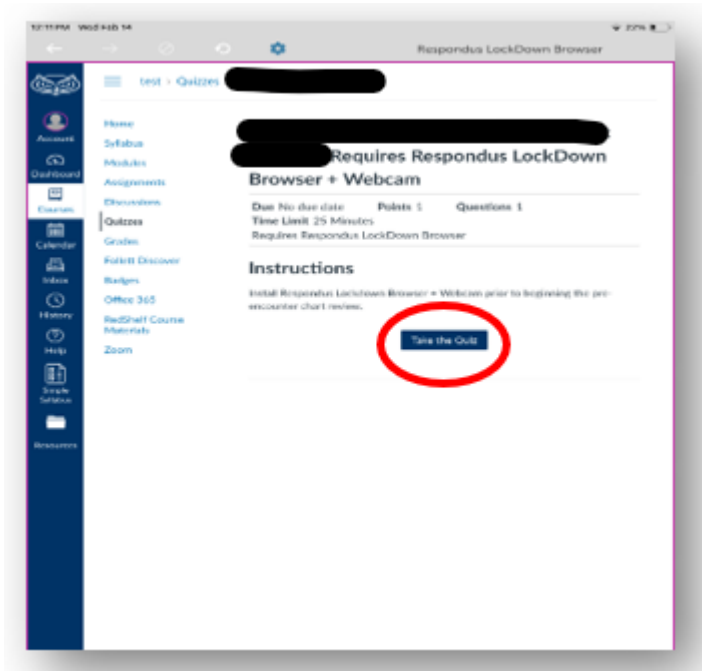 12:11 PM Wed Feb 14
22%
Respondus LockDown Browser
test > Quizzes
Account
Dashboard
Courses
Calendar
Inbox
History
Help
Simple
Syllabus
Resources
Home
Syllabus
Modules
Assignments
Discussions
Quizzes
Grades
Follett Discover
Badges
Office 365
RedShelf Course
Materials
Zoom
Requires Respondus LockDown
Browser + Webcam
Due No due date Points 1 Questions 1
Time Limit 25 Minutes
Requires Respondus LockDown Browser
Instructions
Install Respondus Lockdown Browser + Webcam prior to beginning the pre-
encounter chart review.
Take the Quiz